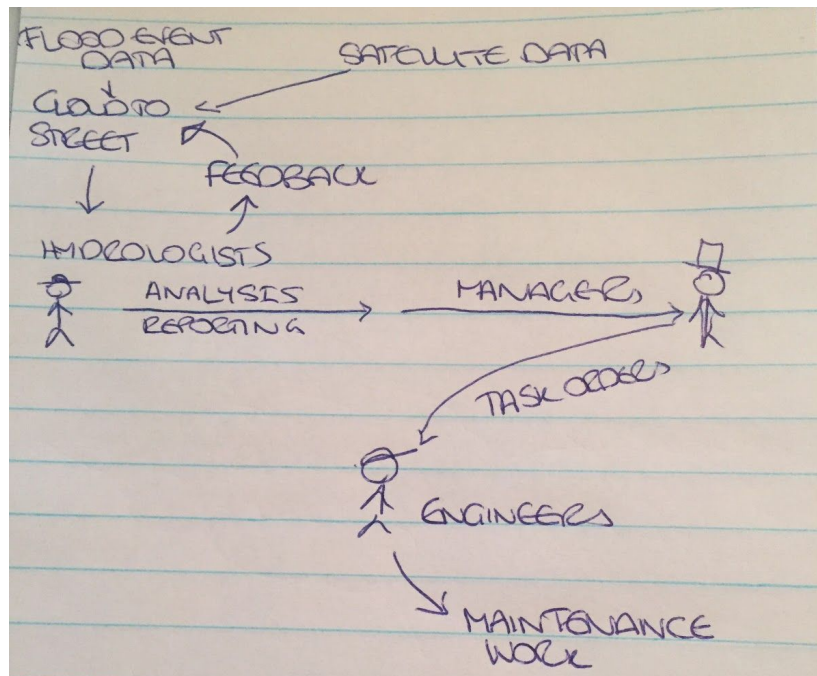 FLOOD EVENT
DATA
SATELLITE DATA
CLOUD TO
STREET
FEEDBACK
HYDROLOGISTS
ANALYSIS
REPORTING
MANAGERS
TASK ORDERS
ENGINEERS
MAINTENANCE
WORK